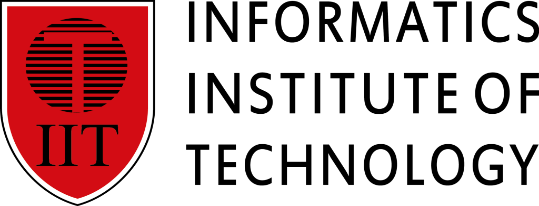 INFORMATICS
INSTITUTE OF
TECHNOLOGY
IIT